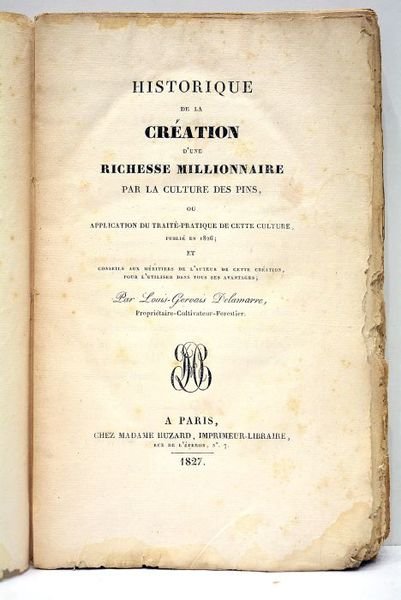 HISTORIQUE
DE LA
CRÉATION
D'UNE
RICHESSE MILLIONNAIRE
PAR LA CULTURE DES PINS,
OU
APPLICATION DU TRAITÉ-PRATIQUE DE CETTE CULTURE,
PUBLIÉ EN 1826;
ET
CONSEILS AUX HÉRITIERS DE L'AUTEUR DE CETTE CRÉATION,
POUR L'UTILISER DANS TOUS SES AVANTAGES;
Par Louis-Gervais Delamarre,
Propriétaire-Cultivateur-Forestier.
A PARIS,
CHEZ MADAME HUZARD, IMPRIMEUR-LIBRAIRE,
RUE DE L'ÉPERON, N°. 7.
1827.